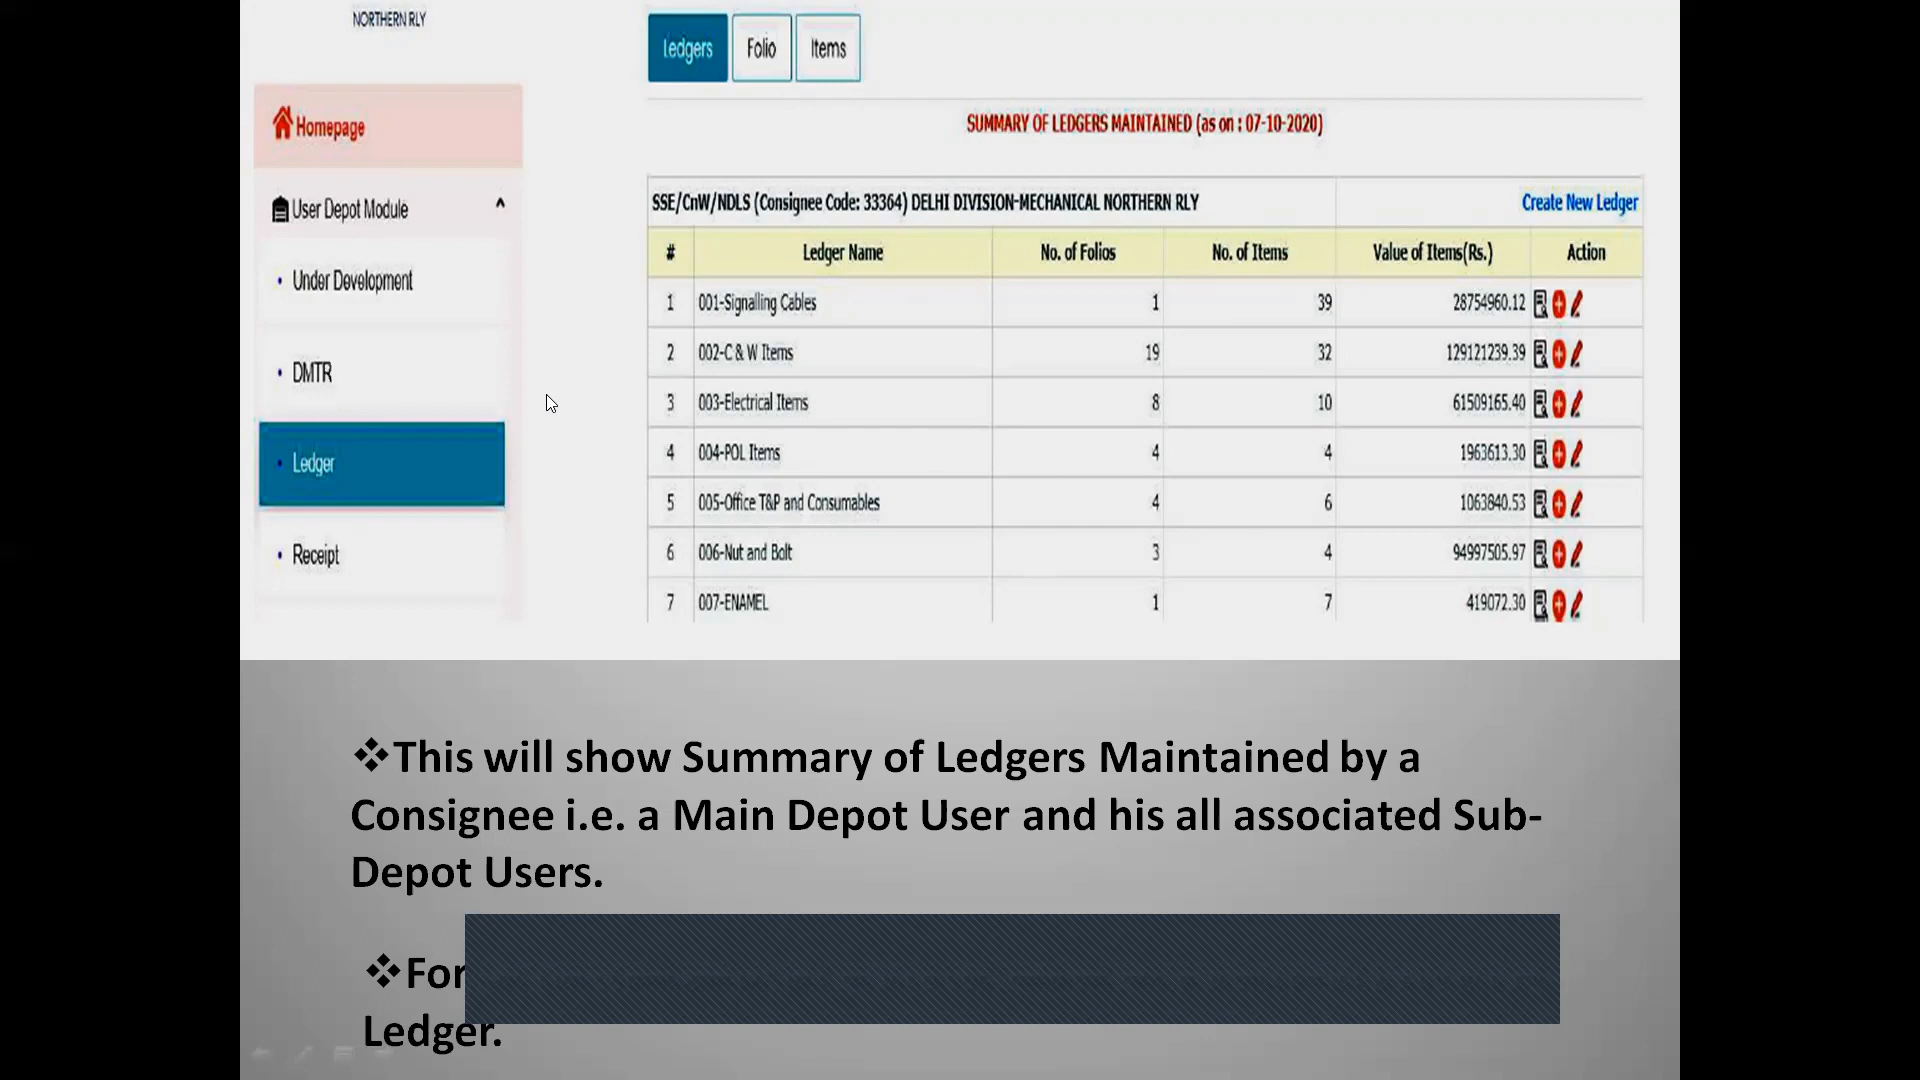 NORTHERN RLY
Ledgers Folio Items
Homepage
SUMMARY OF LEDGERS MAINTAINED (as on : 07-10-2020)
User Depot Module
SSE/CnW/NDLS (Consignee Code: 33364) DELHI DIVISION-MECHANICAL NORTHERN RLY Create New Ledger
# Ledger Name No. of Folios No. of Items Value of Items(Rs.) Action
Under Development
1 001-Signalling Cables 1 39 28754960.12
2 002-C & W Items 19 32 129121239.39
DMTR
3 003-Electrical Items 8 10 61509165.40
4 004-POL Items 4 4 1963613.30
Ledger
5 005-Office T&P and Consumables 4 6 1063840.53
6 006-Nut and Bolt 3 4 94997505.97
Receipt
7 007-ENAMEL 1 7 419072.30
❖This will show Summary of Ledgers Maintained by a
Consignee i.e. a Main Depot User and his all associated Sub-
Depot Users.
❖For
Ledger.